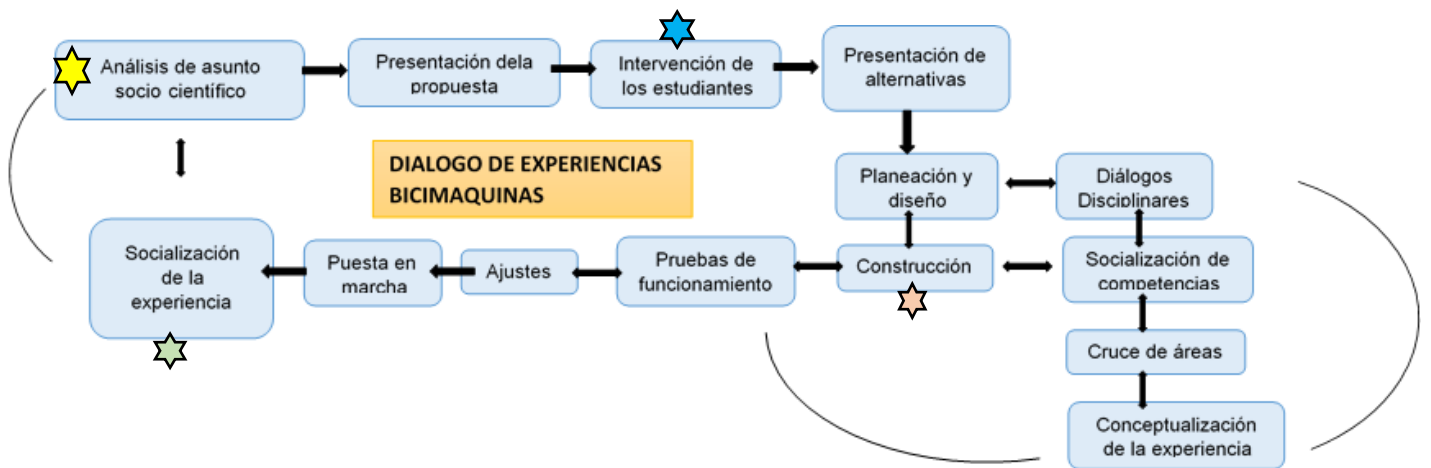 Análisis de asunto
socio científico
Presentación dela
propuesta
Intervención de
los estudiantes
Presentación de
alternativas
DIALOGO DE EXPERIENCIAS
BICIMAQUINAS
Planeación y
diseño
Diálogos
Disciplinares
Socialización
de la
experiencia
Puesta en
marcha
Ajustes
Pruebas de
funcionamiento
Construcción
Socialización de
competencias
Cruce de áreas
Conceptualización
de la experiencia